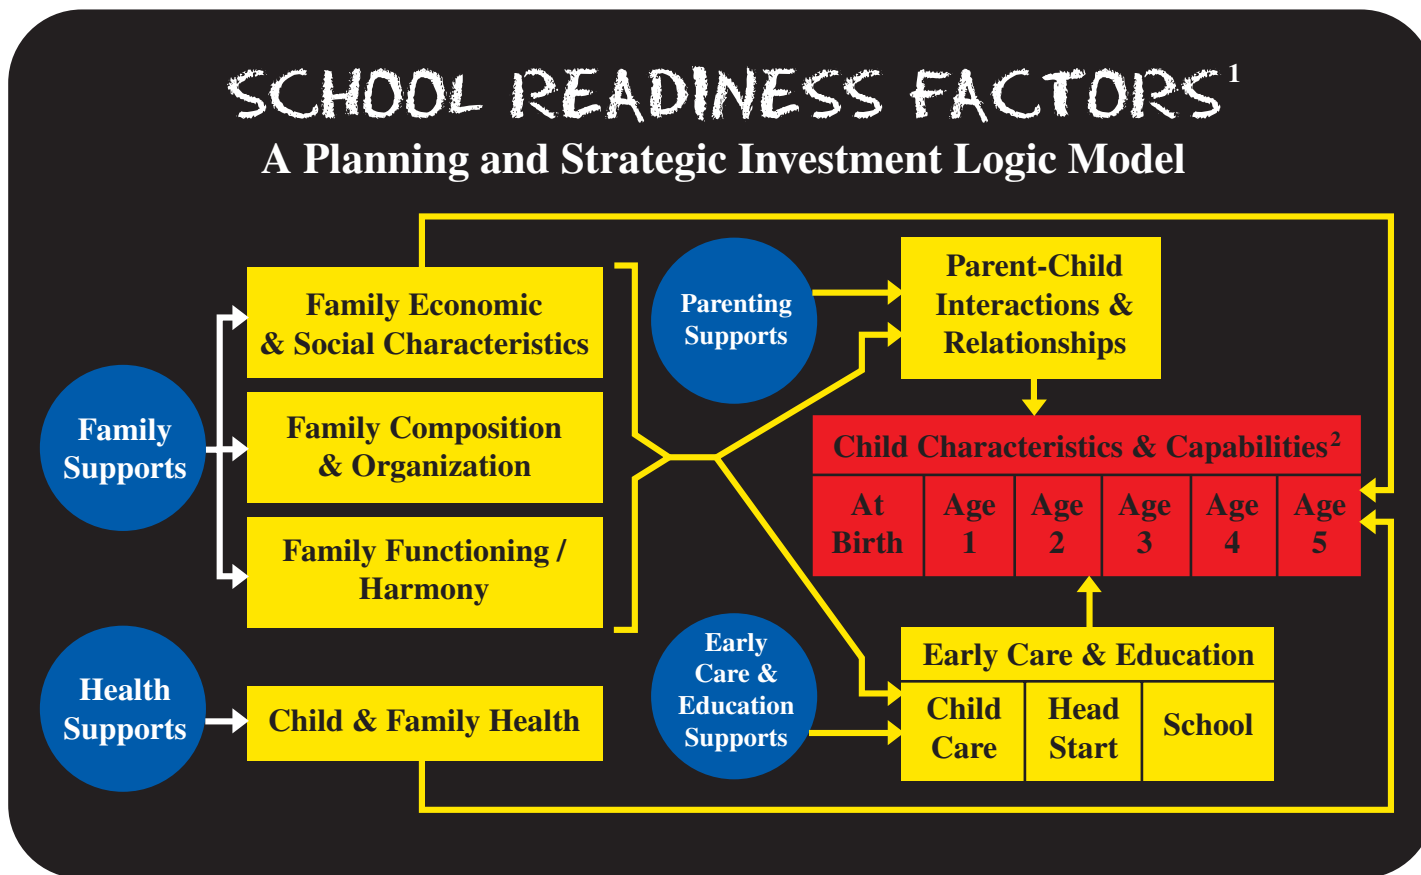 SCHOOL READINESS FACTORS¹
A Planning and Strategic Investment Logic Model
Family
Supports
Family Economic
& Social Characteristics
Family Composition
& Organization
Family Functioning /
Harmony
Health
Supports
Child & Family Health
Parenting
Supports
Parent-Child
Interactions &
Relationships
Child Characteristics & Capabilities²
At
Birth
Age
1
Age
2
Age
3
Age
4
Age
5
Early
Care &
Education
Supports
Early Care & Education
Child
Care
Head
Start
School